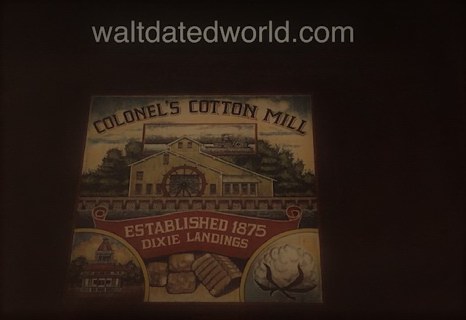 waltdatedworld.com
COLONEL'S COTTON MILL
ESTABLISHED 1875
DIXIE LANDINGS